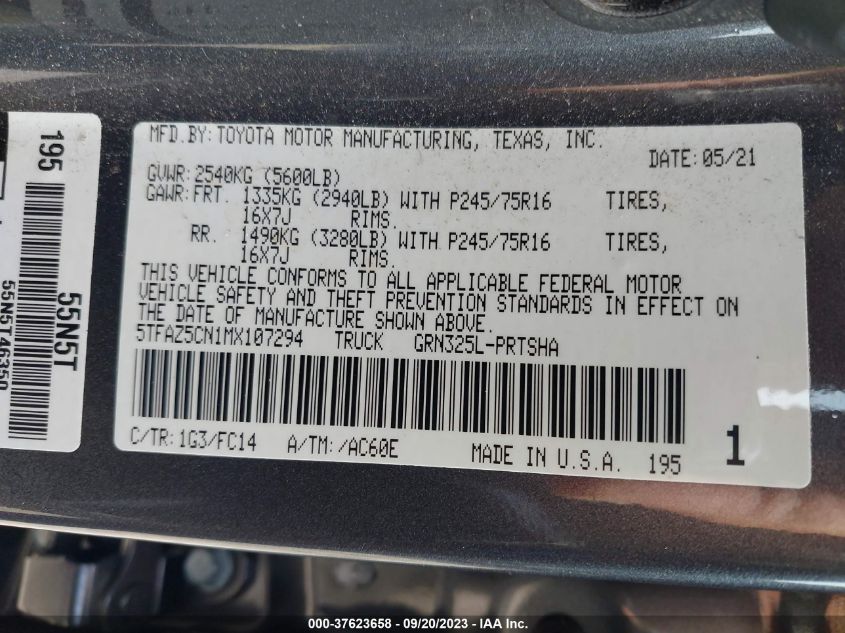 MFD.BY:TOYOTA MOTOR MANUFACTURING, TEXAS, INC.
DATE:05/21
GVWR:2540KG (5600LB)
GAWR:FRT. 1335KG (2940LB) WITH P245/75R16 TIRES,
16X7J RIMS.
RR. 1490KG (3280LB) WITH P245/75R16 TIRES,
16X7J RIMS.
THIS VEHICLE CONFORMS TO ALL APPLICABLE FEDERAL MOTOR
VEHICLE SAFETY AND THEFT PREVENTION STANDARDS IN EFFECT ON
THE DATE OF MANUFACTURE SHOWN ABOVE.
5TFAZ5CN1MX107294 TRUCK GRN325L-PRTSHA
C/TR:1G3/FC14 A/TM:/AC60E MADE IN U.S.A. 195 1
195
55N5T
55N5T46350
000-37623658 - 09/20/2023 - IAA Inc.